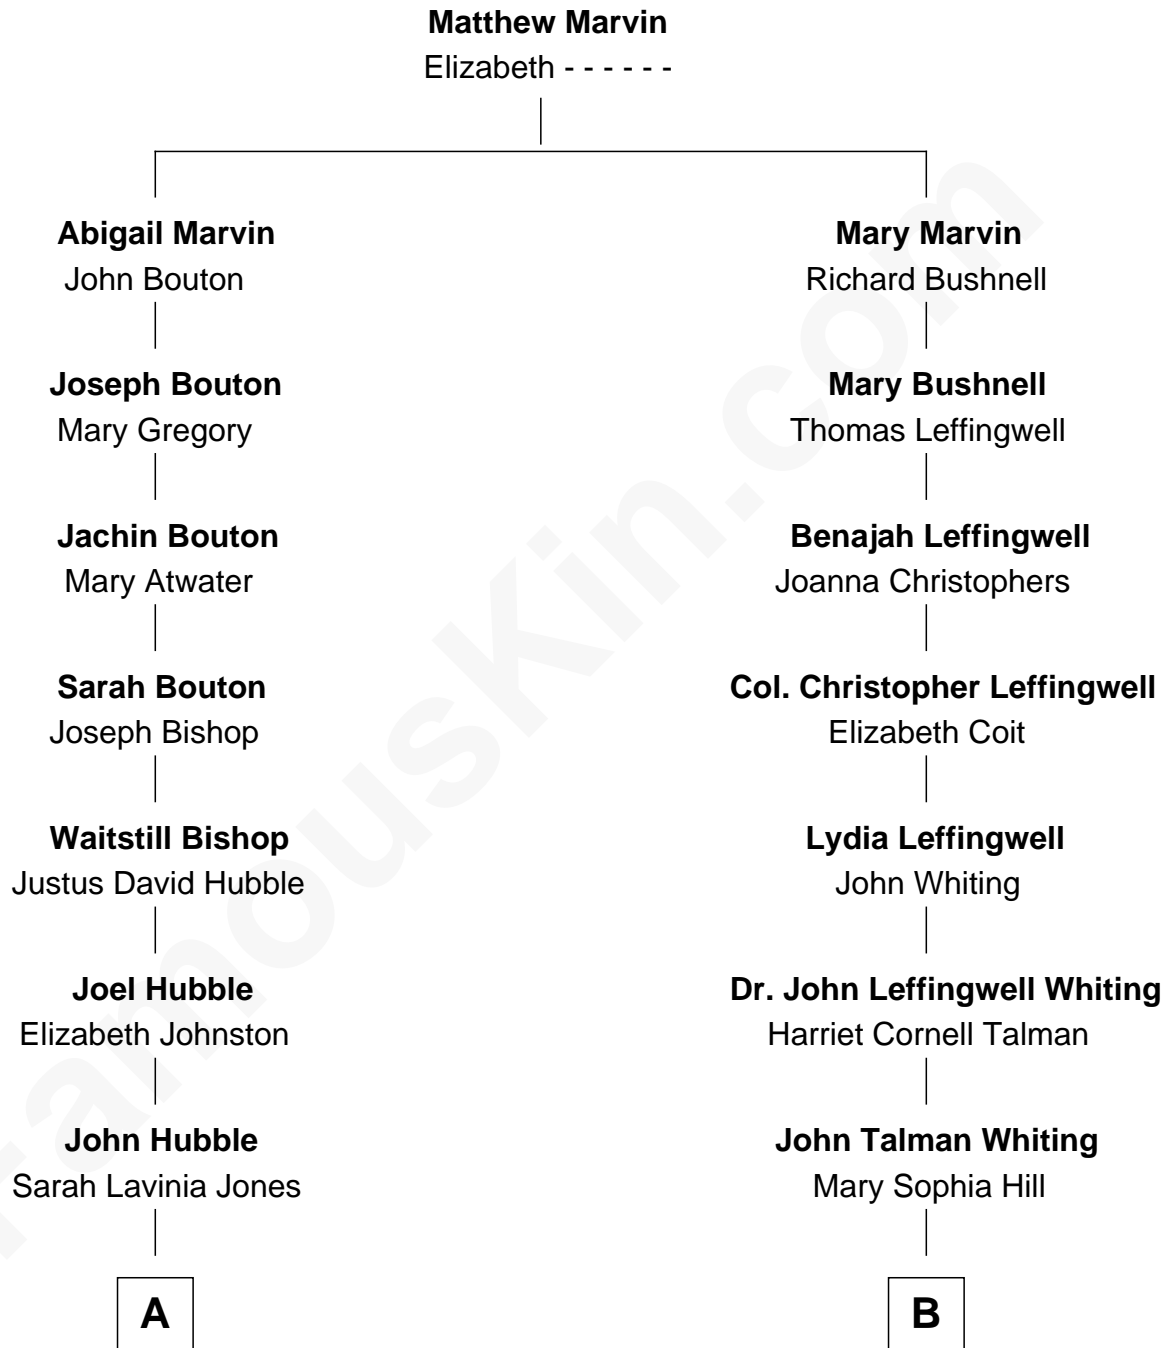 Matthew Marvin
Elizabeth - - - - - -
Abigail Marvin
John Bouton
Mary Marvin
Richard Bushnell
Joseph Bouton
Mary Gregory
Mary Bushnell
Thomas Leffingwell
Jachin Bouton
Mary Atwater
Benajah Leffingwell
Joanna Christophers
Sarah Bouton
Joseph Bishop
Col. Christopher Leffingwell
Elizabeth Coit
Waitstill Bishop
Justus David Hubble
Lydia Leffingwell
John Whiting
Joel Hubble
Elizabeth Johnston
Dr. John Leffingwell Whiting
Harriet Cornell Talman
John Hubble
Sarah Lavinia Jones
John Talman Whiting
Mary Sophia Hill
A
B
FamousKin.com